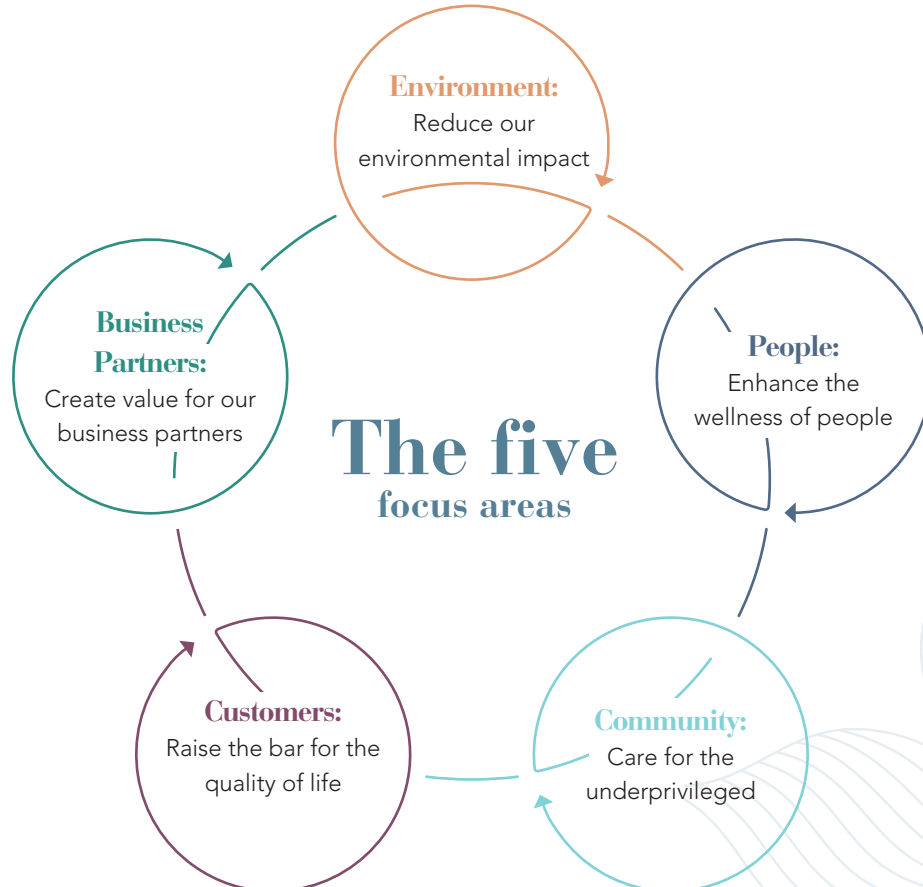 Environment:
Reduce our
environmental impact
Business
Partners:
Create value for our
business partners
People:
Enhance the
wellness of people
The five
focus areas
Customers:
Raise the bar for the
quality of life
Community:
Care for the
underprivileged